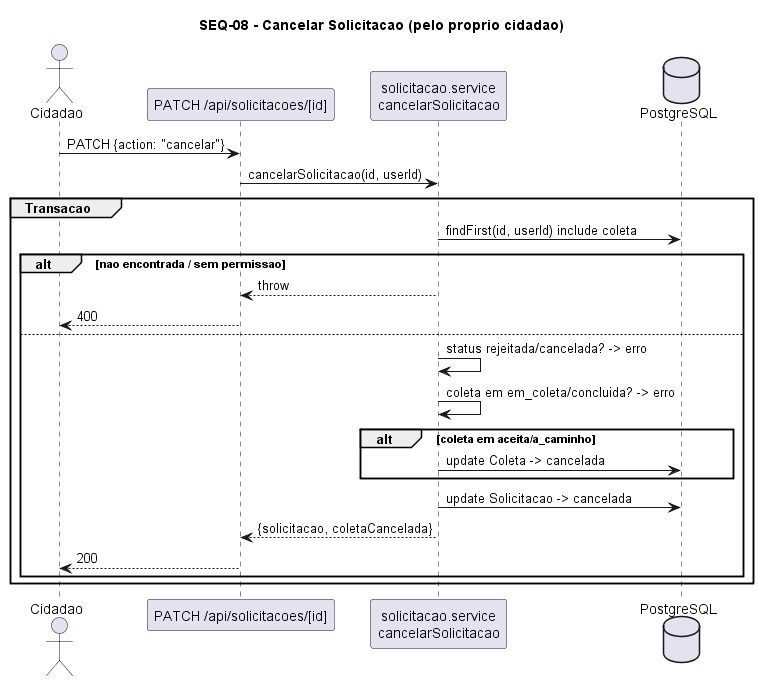 SEQ-08 - Cancelar Solicitacao (pelo proprio cidadao)
Cidadao
PATCH /api/solicitacoes/[id]
solicitacao.service
cancelarSolicitacao
PostgreSQL
PATCH {action: "cancelar"}
cancelarSolicitacao(id, userId)
Transacao
findFirst(id, userId) include coleta
alt
[nao encontrada / sem permissao]
throw
400
status rejeitada/cancelada? -> erro
coleta em em_coleta/concluida? -> erro
alt
[coleta em aceita/a_caminho]
update Coleta -> cancelada
update Solicitacao -> cancelada
{solicitacao, coletaCancelada}
200
Cidadao
PATCH /api/solicitacoes/[id]
solicitacao.service
cancelarSolicitacao
PostgreSQL